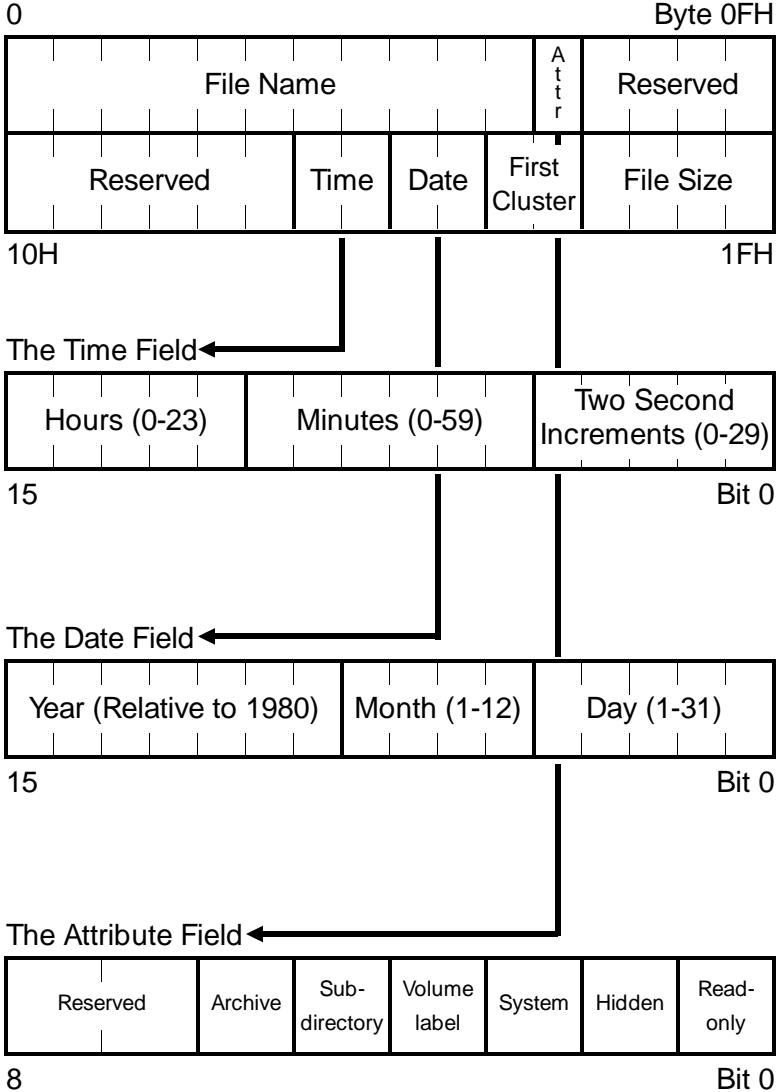 0 Byte 0FH
File Name Attr Reserved
Reserved Time Date First Cluster File Size
10H 1FH
The Time Field
Hours (0-23) Minutes (0-59) Two Second Increments (0-29)
15 Bit 0
The Date Field
Year (Relative to 1980) Month (1-12) Day (1-31)
15 Bit 0
The Attribute Field
Reserved Archive Sub-directory Volume label System Hidden Read-only
8 Bit 0